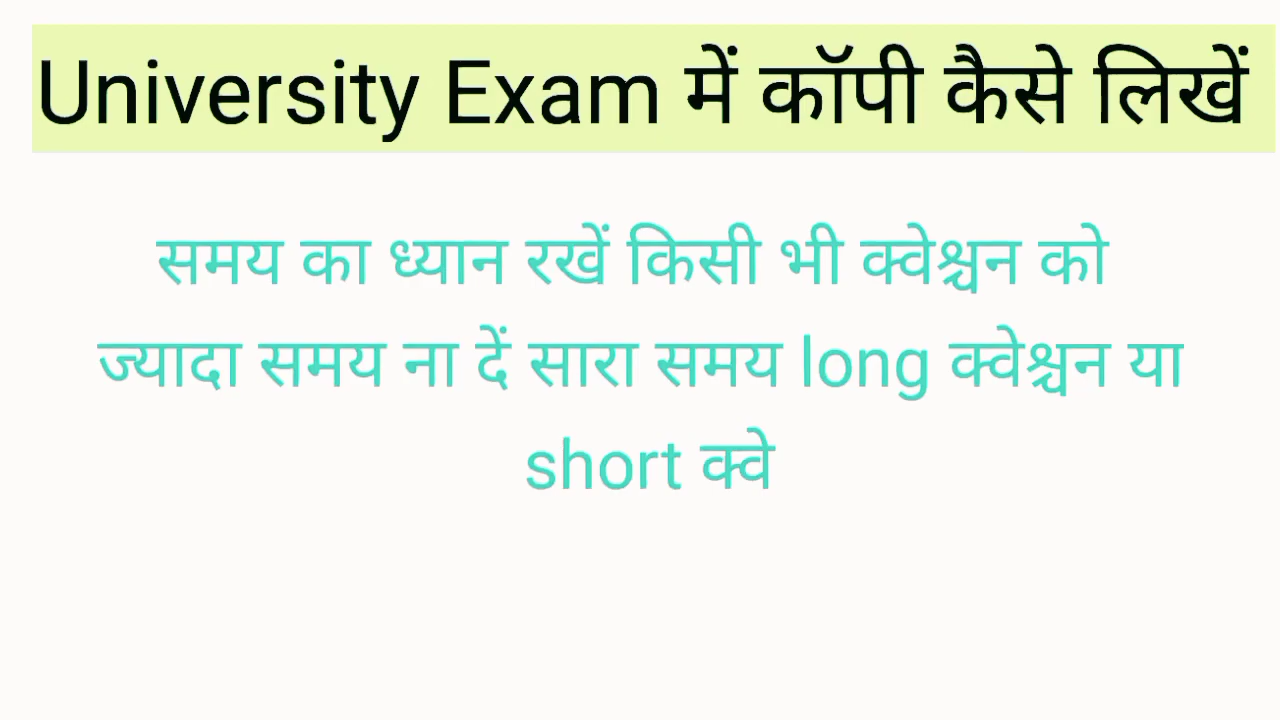 University Exam में कॉपी कैसे लिखें
समय का ध्यान रखें किसी भी क्वेश्चन को
ज्यादा समय ना दें सारा समय long क्वेश्चन या
short क्वे